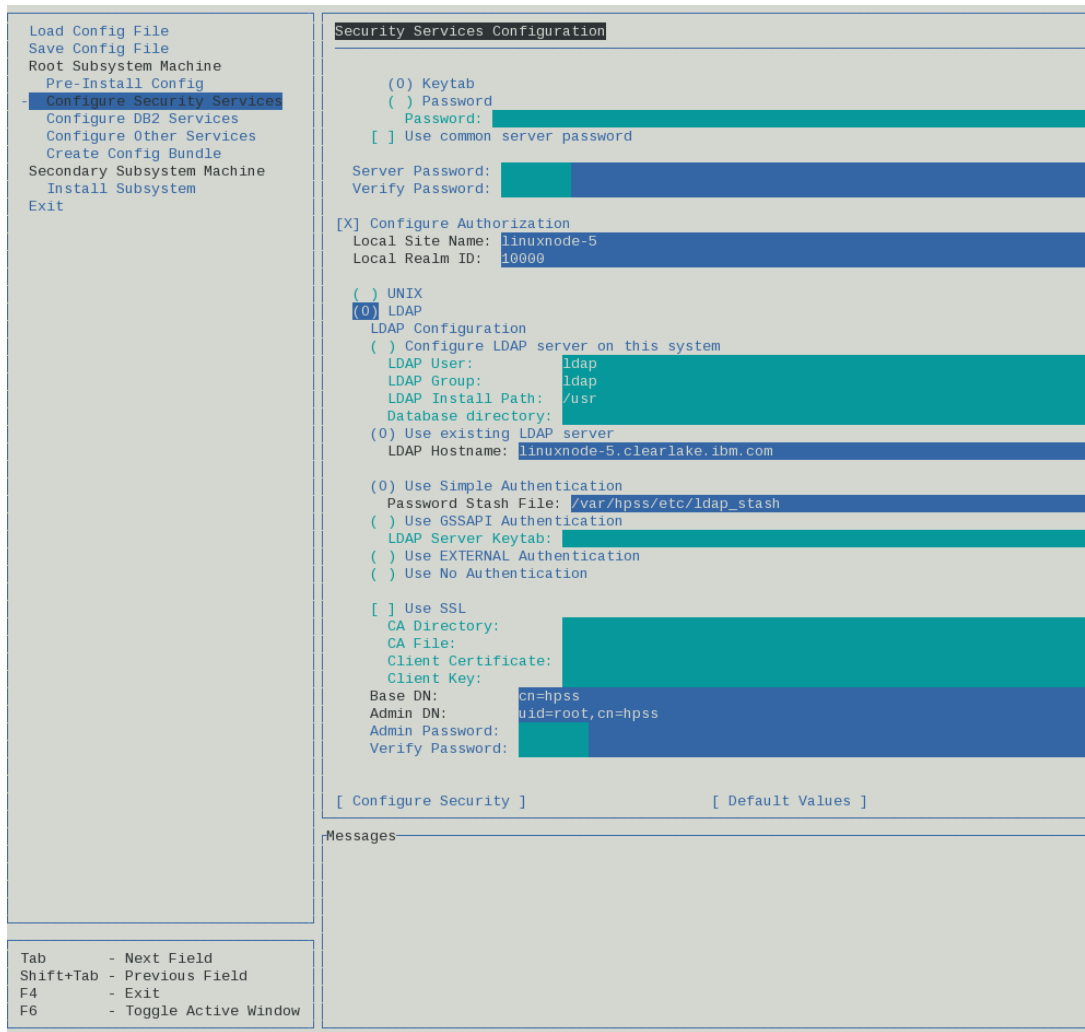 Load Config File
Save Config File
Root Subsystem Machine
Pre-Install Config
- Configure Security Services
Configure DB2 Services
Configure Other Services
Create Config Bundle
Secondary Subsystem Machine
Install Subsystem
Exit
Tab - Next Field
Shift+Tab - Previous Field
F4 - Exit
F6 - Toggle Active Window
Security Services Configuration
(O) Keytab
( ) Password
Password:
[ ] Use common server password
Server Password:
Verify Password:
[X] Configure Authorization
Local Site Name: linuxnode-5
Local Realm ID: 10000
( ) UNIX
(O) LDAP
LDAP Configuration
( ) Configure LDAP server on this system
LDAP User: ldap
LDAP Group: ldap
LDAP Install Path: /usr
Database directory:
(O) Use existing LDAP server
LDAP Hostname: linuxnode-5.clearlake.ibm.com
(O) Use Simple Authentication
Password Stash File: /var/hpss/etc/ldap_stash
( ) Use GSSAPI Authentication
LDAP Server Keytab:
( ) Use EXTERNAL Authentication
( ) Use No Authentication
[ ] Use SSL
CA Directory:
CA File:
Client Certificate:
Client Key:
Base DN: cn=hpss
Admin DN: uid=root,cn=hpss
Admin Password:
Verify Password:
[ Configure Security ] [ Default Values ]
Messages